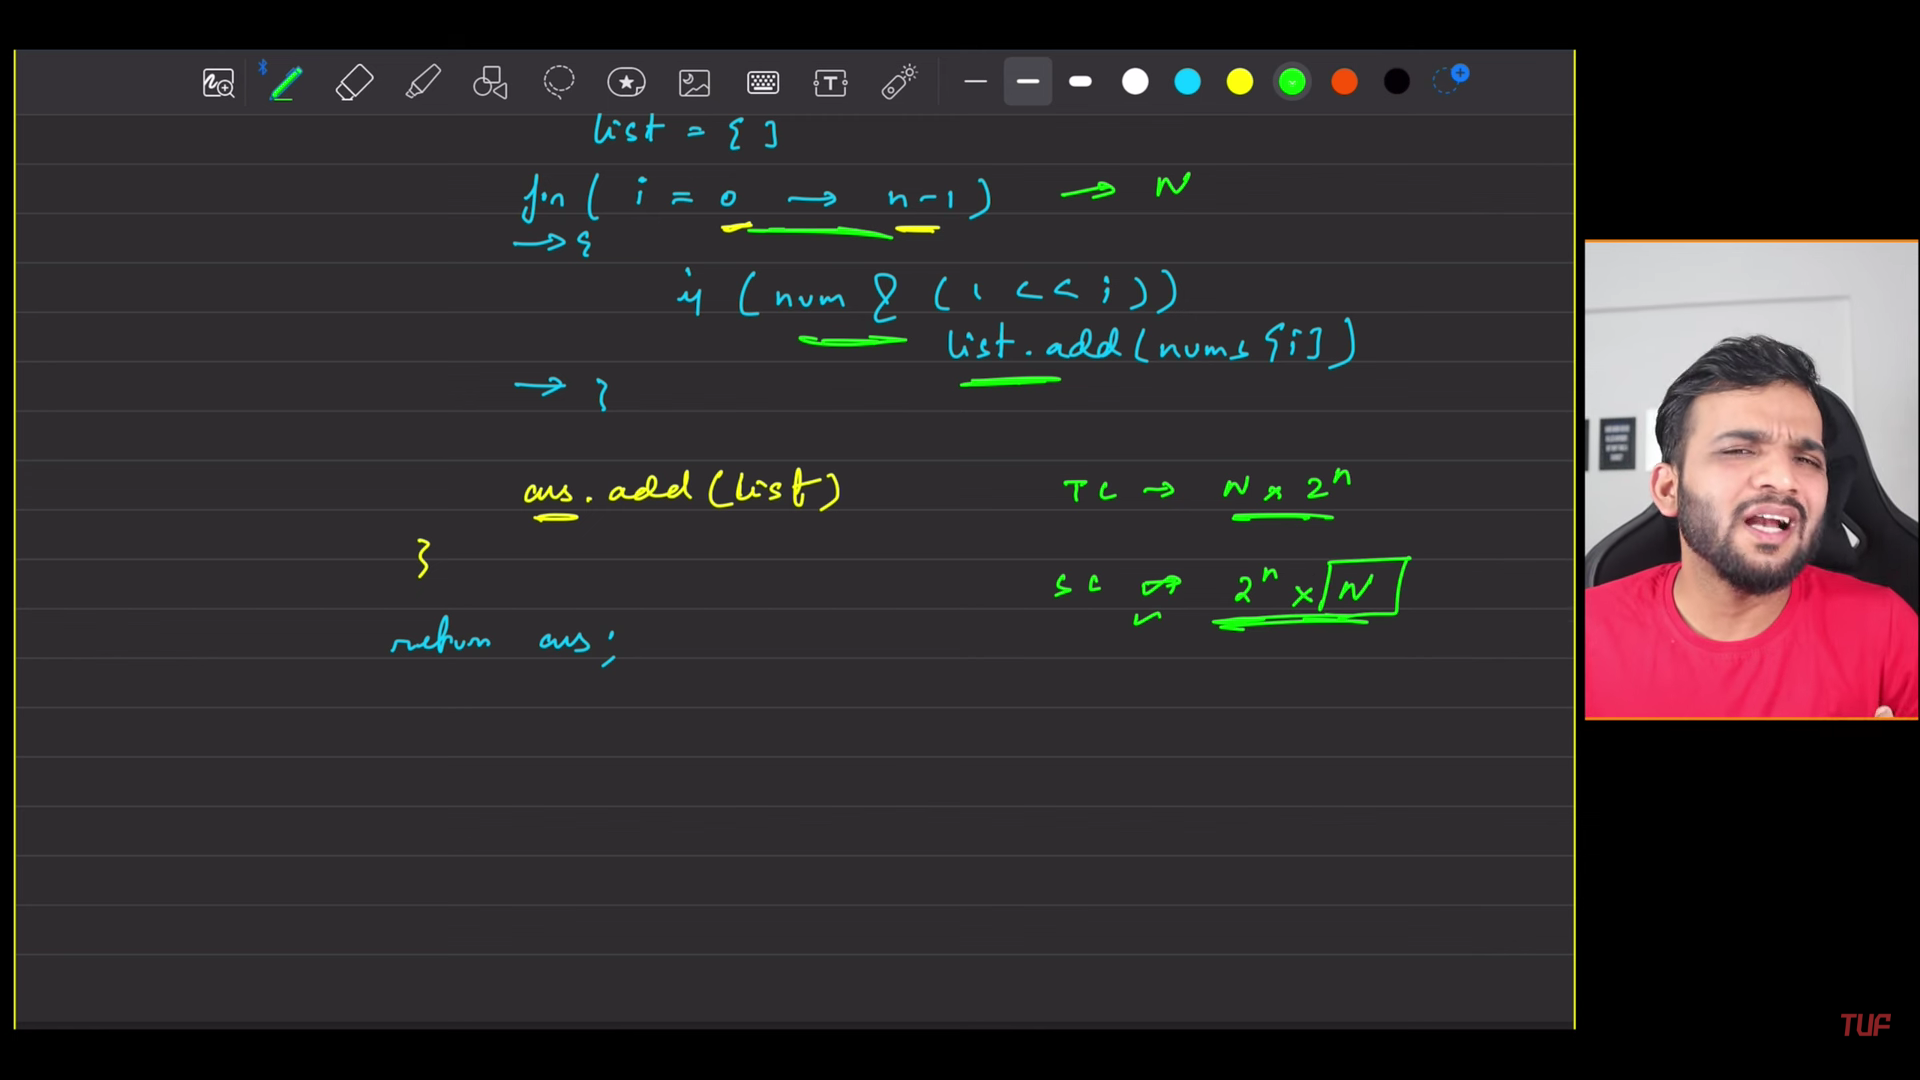 list = { ]
for ( i = 0 → n-1 ) → N
→ {
if ( num & ( 1 << i ) )
list.add(nums[i])
→ }
ans.add(list)
TC → N x 2^n
}
SC → 2^n x N
return ans;
TUF